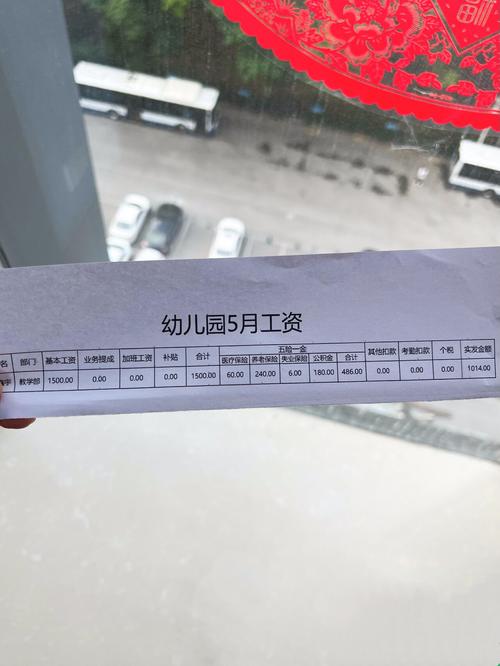 幼儿园5月工资
名 部门 基本工资 业务提成 加班工资 补贴 合计 五险一金 其他扣款 考勤扣款 个税 实发金额
医疗保险 养老保险 失业保险 公积金 合计
宇 教学部 1500.00 0.00 0.00 0.00 1500.00 60.00 240.00 6.00 180.00 486.00 0.00 0.00 0.00 1014.00